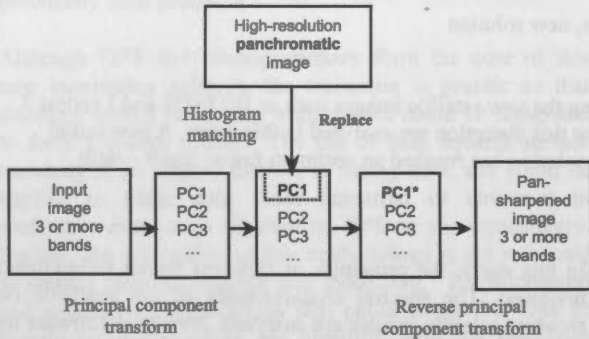 High-resolution
panchromatic
image
Histogram
matching
Replace
Input
image
3 or more
bands
PC1
PC2
PC3
...
PC1
PC2
PC3
...
PC1*
PC2
PC3
...
Pan-
sharpened
image
3 or more
bands
Principal component
transform
Reverse principal
component transform